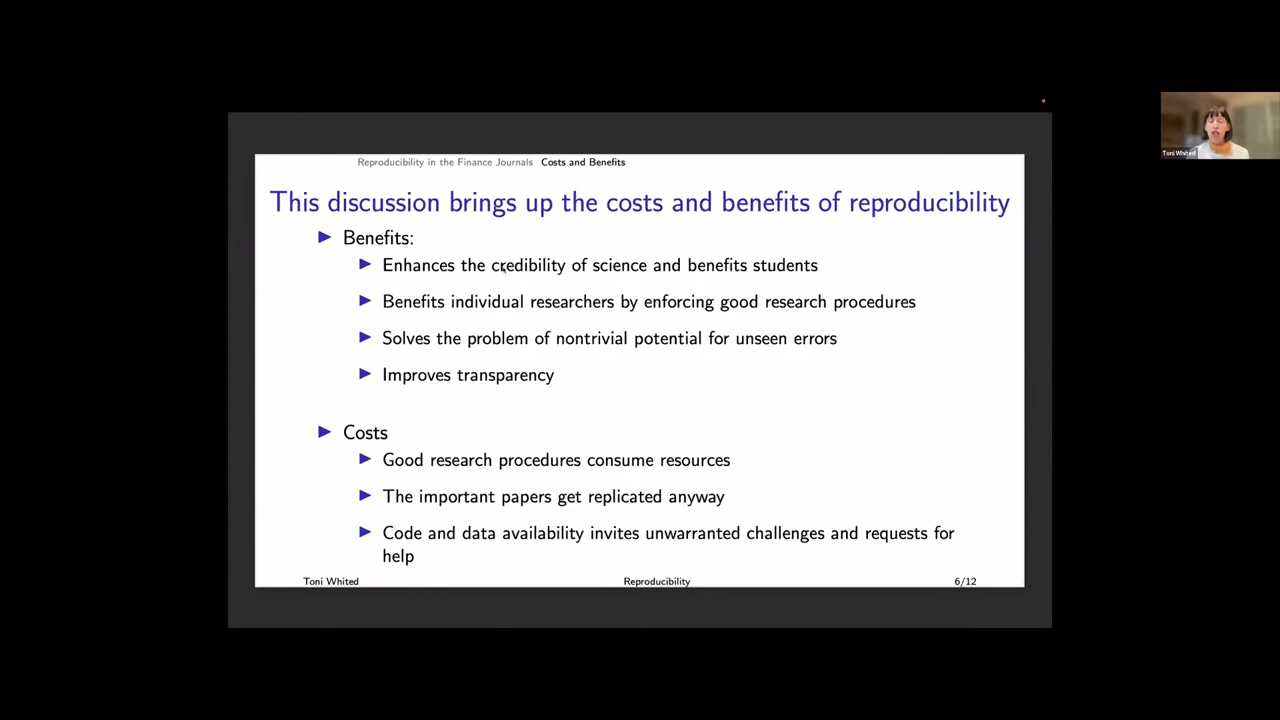 Reproducibility in the Finance Journals Costs and Benefits
This discussion brings up the costs and benefits of reproducibility
Benefits:
Enhances the credibility of science and benefits students
Benefits individual researchers by enforcing good research procedures
Solves the problem of nontrivial potential for unseen errors
Improves transparency
Costs
Good research procedures consume resources
The important papers get replicated anyway
Code and data availability invites unwarranted challenges and requests for
help
Toni Whited Reproducibility 6/12
Toni Whited